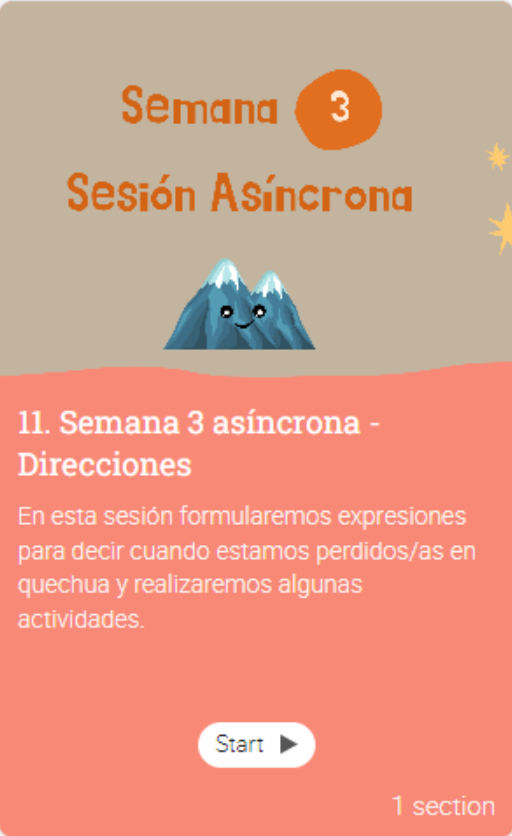 Semana 3
Sesión Asíncrona
11. Semana 3 asíncrona -
Direcciones
En esta sesión formularemos expresiones
para decir cuando estamos perdidos/as en
quechua y realizaremos algunas
actividades.
Start
1 section